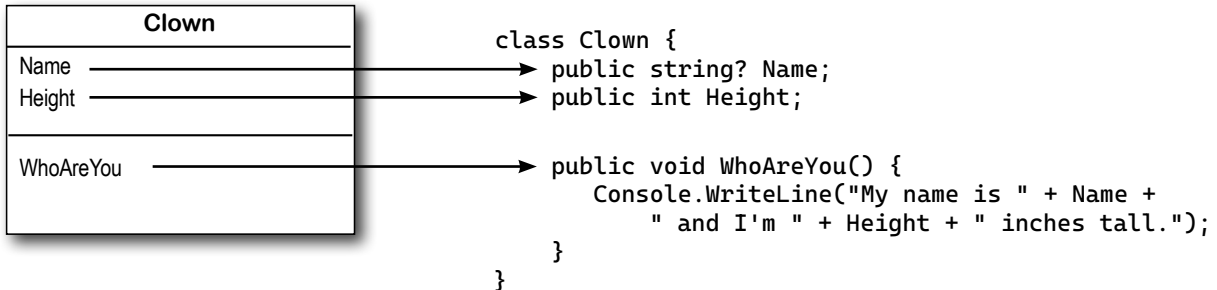 Clown
Name
Height
WhoAreYou
class Clown {
public string? Name;
public int Height;
public void WhoAreYou() {
Console.WriteLine("My name is " + Name +
" and I'm " + Height + " inches tall.");
}
}